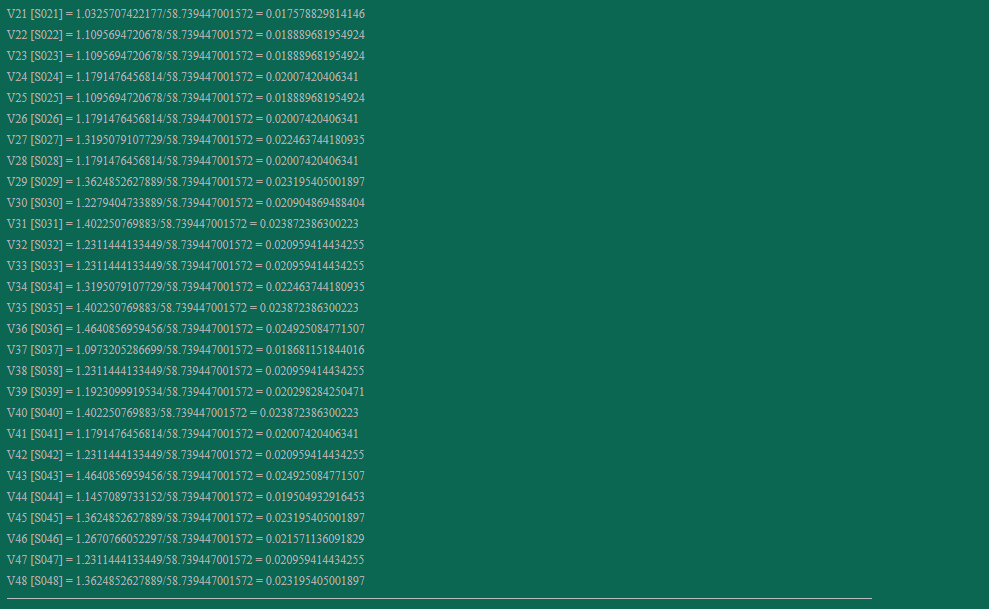 V21 [S021] = 1.0325707422177/58.739447001572 = 0.017578829814146
V22 [S022] = 1.1095694720678/58.739447001572 = 0.018889681954924
V23 [S023] = 1.1095694720678/58.739447001572 = 0.018889681954924
V24 [S024] = 1.1791476456814/58.739447001572 = 0.02007420406341
V25 [S025] = 1.1095694720678/58.739447001572 = 0.018889681954924
V26 [S026] = 1.1791476456814/58.739447001572 = 0.02007420406341
V27 [S027] = 1.3195079107729/58.739447001572 = 0.022463744180935
V28 [S028] = 1.1791476456814/58.739447001572 = 0.02007420406341
V29 [S029] = 1.3624852627889/58.739447001572 = 0.023195405001897
V30 [S030] = 1.2279404733889/58.739447001572 = 0.020904869488404
V31 [S031] = 1.402250769883/58.739447001572 = 0.023872386300223
V32 [S032] = 1.2311444133449/58.739447001572 = 0.020959414434255
V33 [S033] = 1.2311444133449/58.739447001572 = 0.020959414434255
V34 [S034] = 1.3195079107729/58.739447001572 = 0.022463744180935
V35 [S035] = 1.402250769883/58.739447001572 = 0.023872386300223
V36 [S036] = 1.4640856959456/58.739447001572 = 0.024925084771507
V37 [S037] = 1.0973205286699/58.739447001572 = 0.018681151844016
V38 [S038] = 1.2311444133449/58.739447001572 = 0.020959414434255
V39 [S039] = 1.1923099919534/58.739447001572 = 0.020298284250471
V40 [S040] = 1.402250769883/58.739447001572 = 0.023872386300223
V41 [S041] = 1.1791476456814/58.739447001572 = 0.02007420406341
V42 [S042] = 1.2311444133449/58.739447001572 = 0.020959414434255
V43 [S043] = 1.4640856959456/58.739447001572 = 0.024925084771507
V44 [S044] = 1.1457089733152/58.739447001572 = 0.019504932916453
V45 [S045] = 1.3624852627889/58.739447001572 = 0.023195405001897
V46 [S046] = 1.2670766052297/58.739447001572 = 0.021571136091829
V47 [S047] = 1.2311444133449/58.739447001572 = 0.020959414434255
V48 [S048] = 1.3624852627889/58.739447001572 = 0.023195405001897